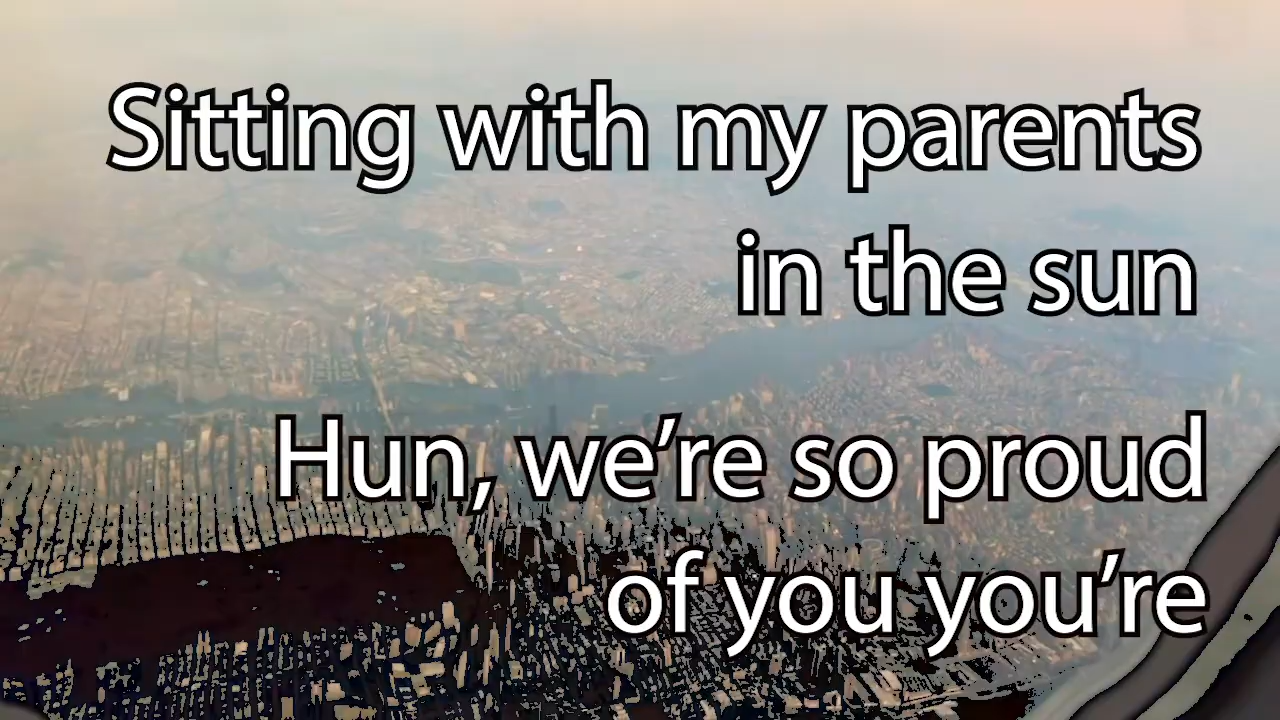 Sitting with my parents
in the sun
Hun, we’re so proud
of you you’re